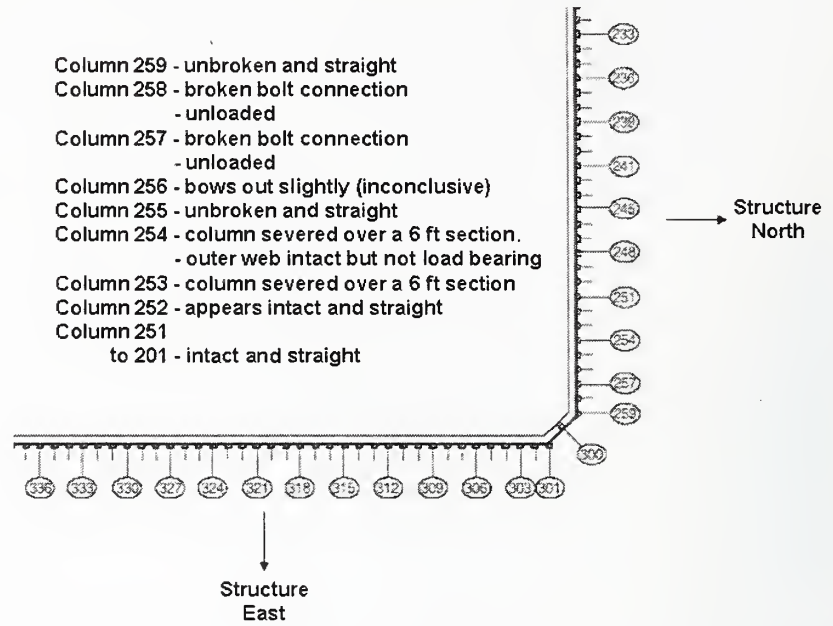 Column 259 - unbroken and straight
Column 258 - broken bolt connection
- unloaded
Column 257 - broken bolt connection
- unloaded
Column 256 - bows out slightly (inconclusive)
Column 255 - unbroken and straight
Column 254 - column severed over a 6 ft section.
- outer web intact but not load bearing
Column 253 - column severed over a 6 ft section
Column 252 - appears intact and straight
Column 251
to 201 - intact and straight
233
236
239
241
245
248
251
254
257
259
300
Structure
North
336
333
330
327
324
321
318
315
312
309
306
303
301
Structure
East